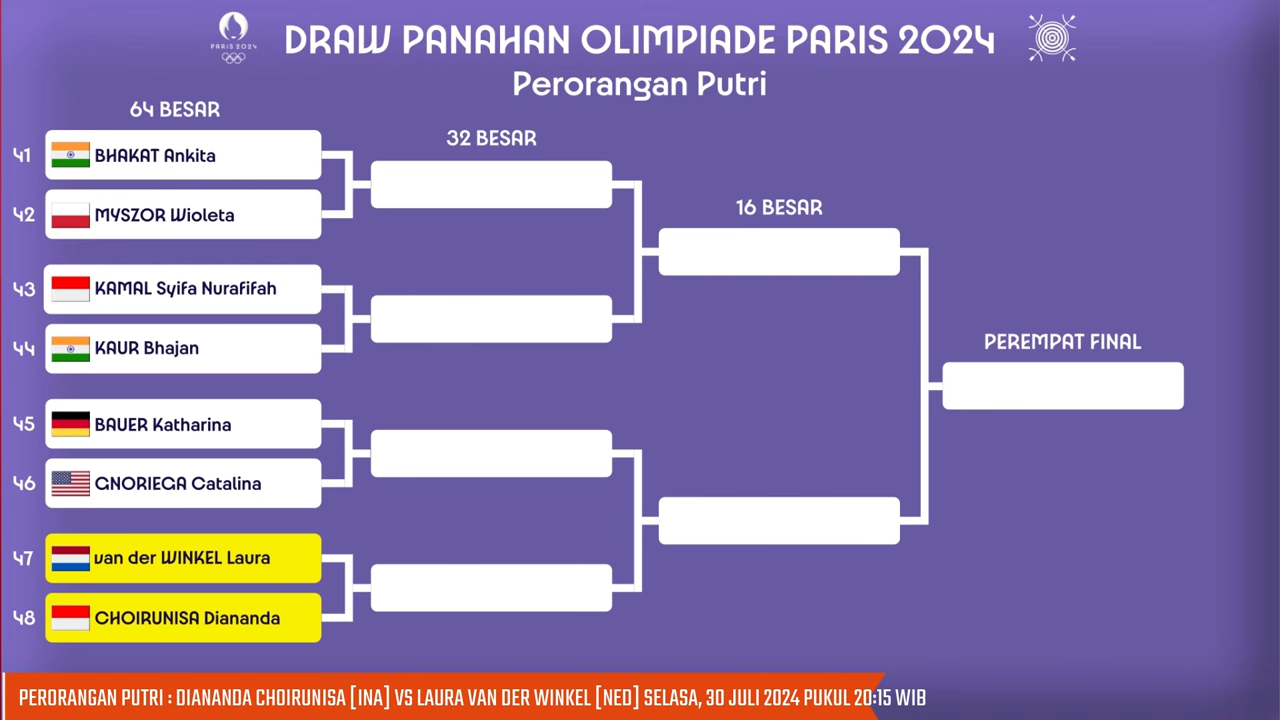 PARIS 2024
DRAW PANAHAN OLIMPIADE PARIS 2024
Perorangan Putri
64 BESAR
32 BESAR
16 BESAR
PEREMPAT FINAL
41 BHAKAT Ankita
42 MYSZOR Wioleta
43 KAMAL Syifa Nurafifah
44 KAUR Bhajan
45 BAUER Katharina
46 GNORIEGA Catalina
47 van der WINKEL Laura
48 CHOIRUNISA Diananda
PERORANGAN PUTRI : DIANANDA CHOIRUNISA [INA] VS LAURA VAN DER WINKEL [NED] SELASA, 30 JULI 2024 PUKUL 20:15 WIB